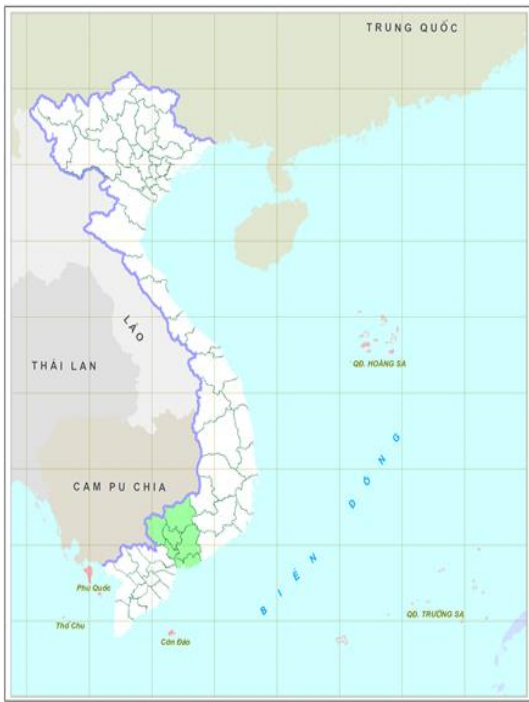 TRUNG QUỐC
LÀO
THÁI LAN
QĐ. HOÀNG SA
CAM PU CHIA
BIỂN ĐÔNG
Phú Quốc
Thổ Chu
Côn Đảo
QĐ. TRƯỜNG SA